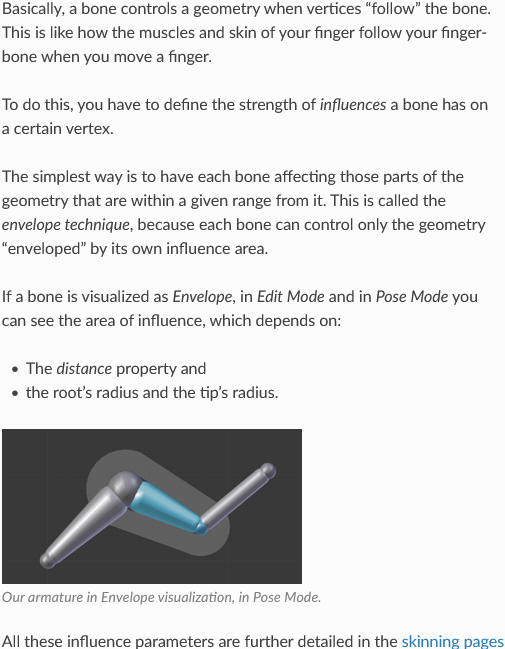 Basically, a bone controls a geometry when vertices “follow” the bone.
This is like how the muscles and skin of your finger follow your finger-
bone when you move a finger.
To do this, you have to define the strength of influences a bone has on
a certain vertex.
The simplest way is to have each bone affecting those parts of the
geometry that are within a given range from it. This is called the
envelope technique, because each bone can control only the geometry
“enveloped” by its own influence area.
If a bone is visualized as Envelope, in Edit Mode and in Pose Mode you
can see the area of influence, which depends on:
• The distance property and
• the root’s radius and the tip’s radius.
Our armature in Envelope visualization, in Pose Mode.
All these influence parameters are further detailed in the skinning pages